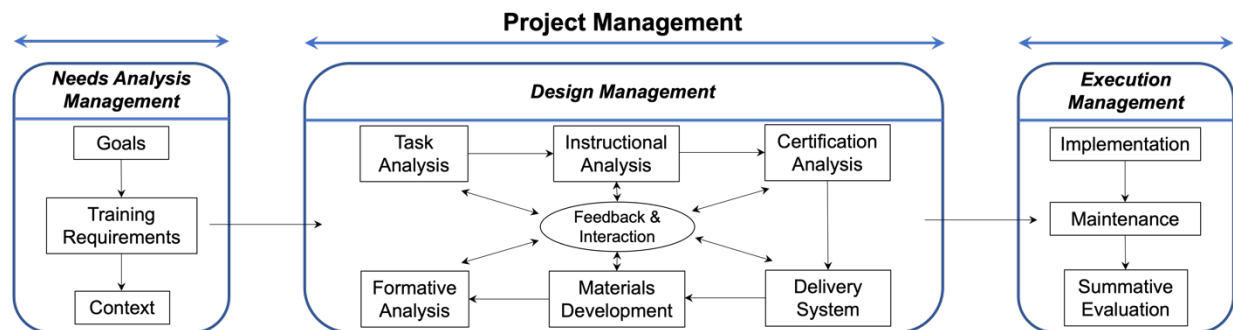 Project Management
Needs Analysis
Management
Goals
Training
Requirements
Context
Design Management
Task
Analysis
Instructional
Analysis
Certification
Analysis
Feedback &
Interaction
Formative
Analysis
Materials
Development
Delivery
System
Execution
Management
Implementation
Maintenance
Summative
Evaluation